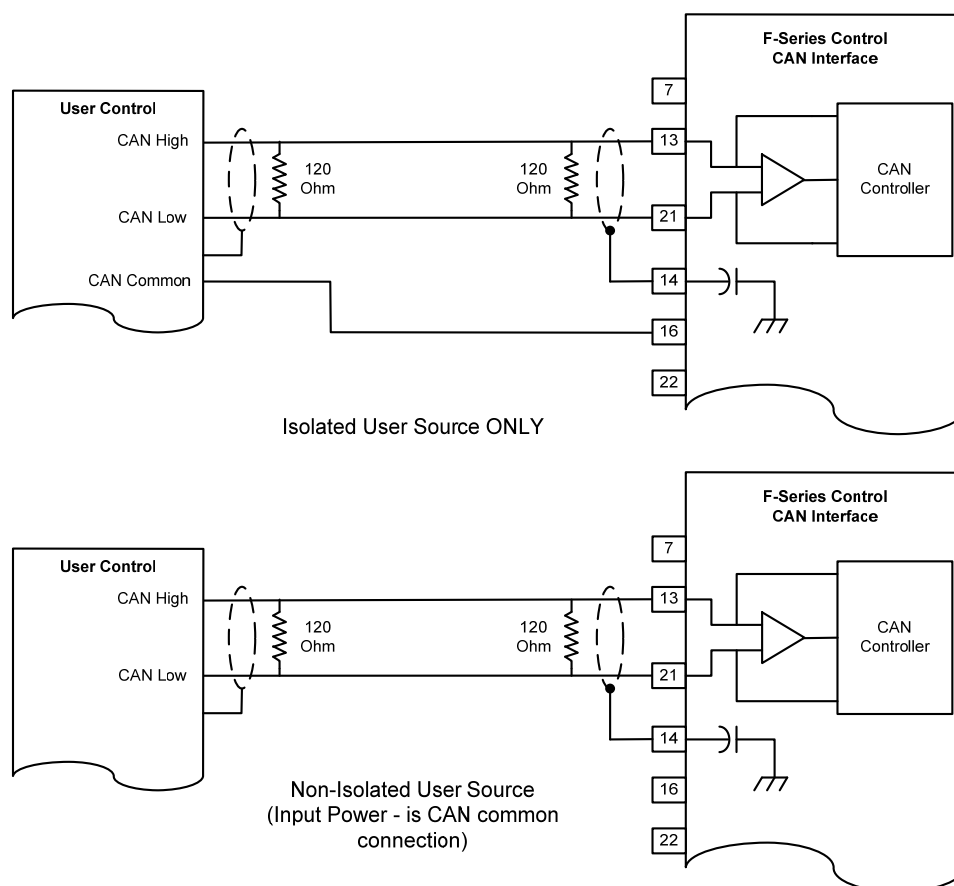 F-Series Control
CAN Interface
7
User Control
CAN High
13
120
Ohm
120
Ohm
CAN
Controller
CAN Low
21
CAN Common
14
16
22
Isolated User Source ONLY
F-Series Control
CAN Interface
7
User Control
CAN High
13
120
Ohm
120
Ohm
CAN
Controller
CAN Low
21
14
Non-Isolated User Source
(Input Power - is CAN common
connection)
16
22